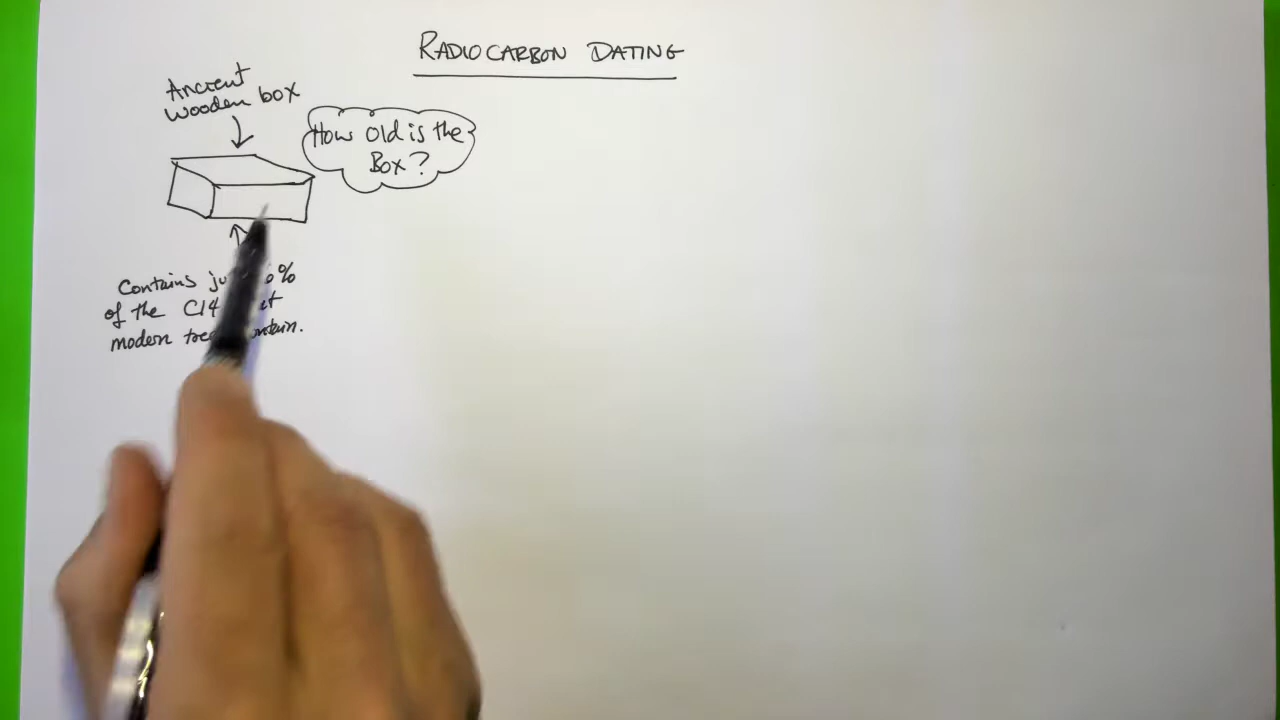 RADIOCARBON DATING
Ancient
wooden box
How old is the
Box?
Contains %
of the C14
modern